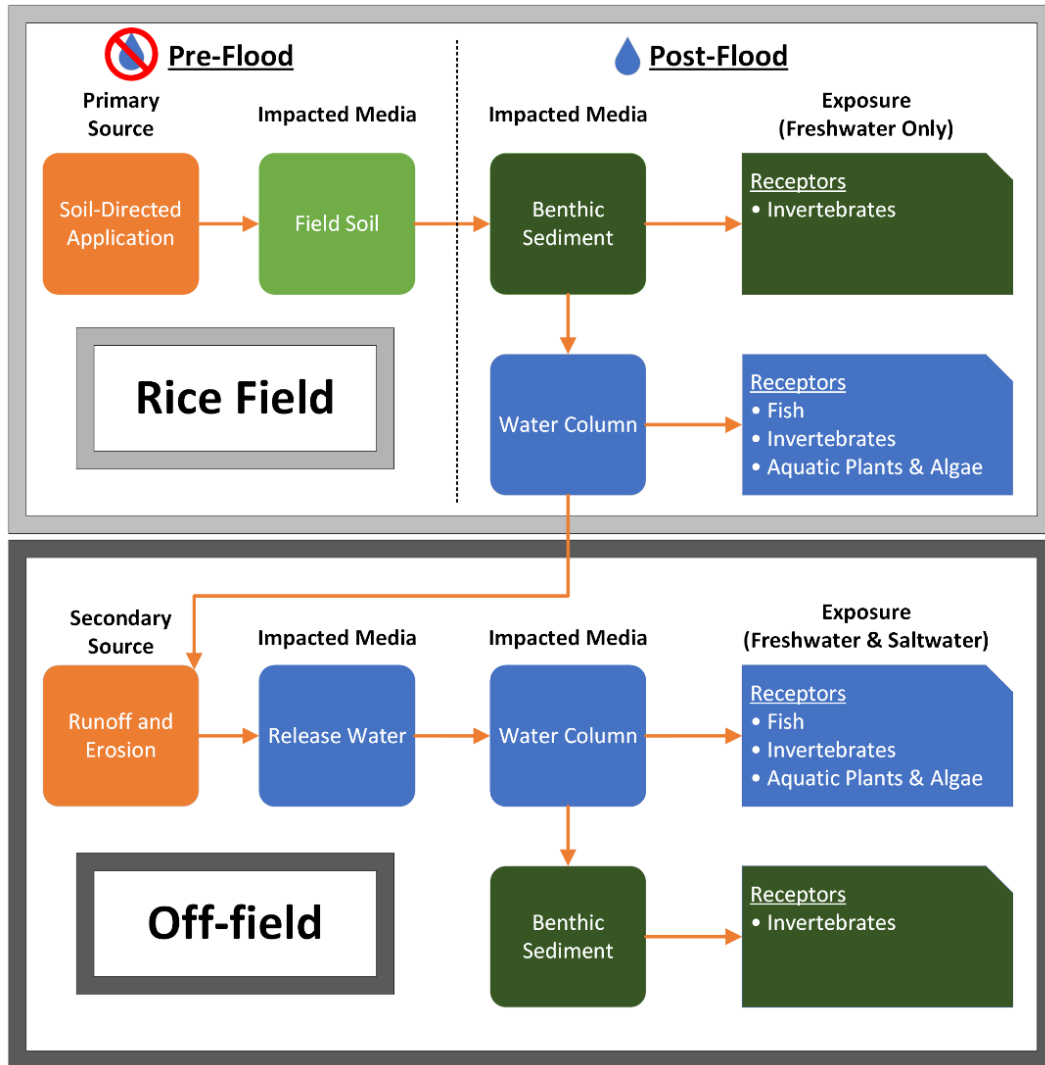 Pre-Flood
Post-Flood
Primary
Source
Impacted Media
Impacted Media
Exposure
(Freshwater Only)
Soil-Directed
Application
Field Soil
Benthic
Sediment
Receptors
• Invertebrates
Rice Field
Water Column
Receptors
• Fish
• Invertebrates
• Aquatic Plants & Algae
Secondary
Source
Impacted Media
Impacted Media
Exposure
(Freshwater & Saltwater)
Runoff and
Erosion
Release Water
Water Column
Receptors
• Fish
• Invertebrates
• Aquatic Plants & Algae
Off-field
Benthic
Sediment
Receptors
• Invertebrates